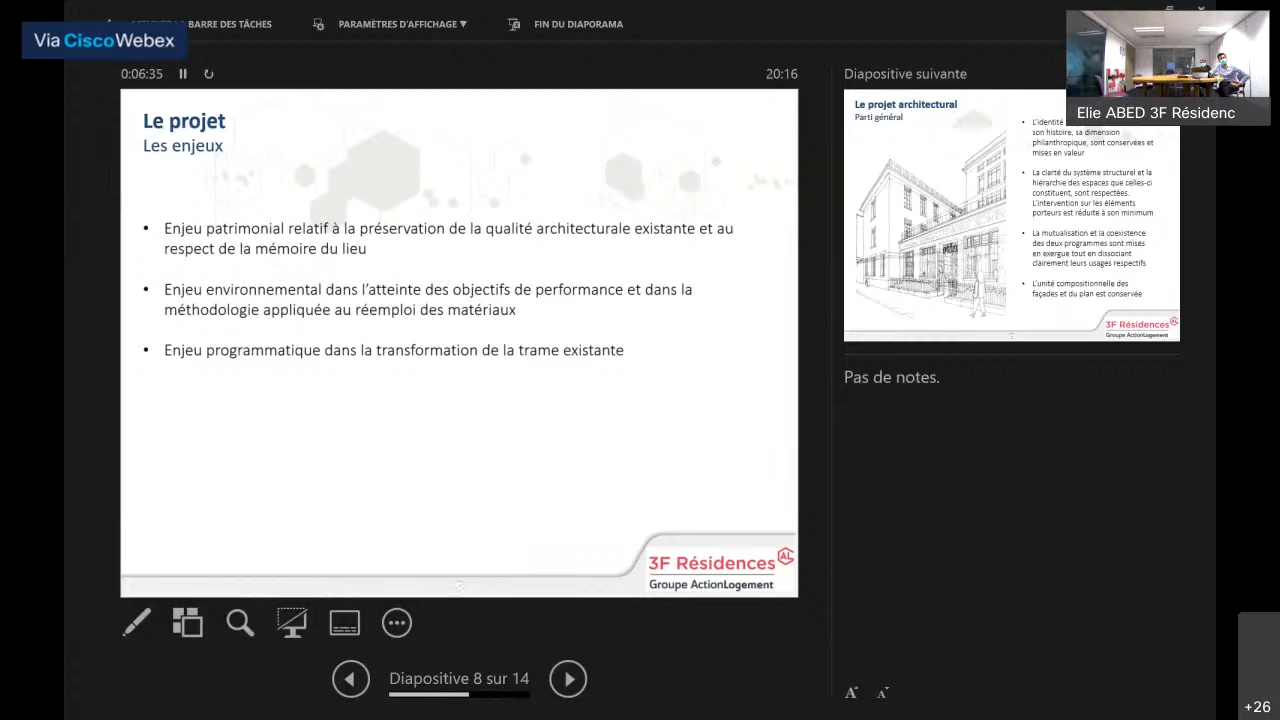 BARRE DES TÂCHES
PARAMÈTRES D'AFFICHAGE ▼
FIN DU DIAPORAMA
Via CiscoWebex
0:06:35
20:16
Diapositive suivante
Elie ABED 3F Résidenc
Le projet
Les enjeux
• Enjeu patrimonial relatif à la préservation de la qualité architecturale existante et au
respect de la mémoire du lieu
• Enjeu environnemental dans l'atteinte des objectifs de performance et dans la
méthodologie appliquée au réemploi des matériaux
• Enjeu programmatique dans la transformation de la trame existante
3F Résidences
AL
Groupe ActionLogement
Le projet architectural
Parti général
• L'identité
son histoire, sa dimension
philanthropique, sont conservées et
mises en valeur
• La clarté du système structurel et la
hiérarchie des espaces que celles-ci
constituent, sont respectées.
L'intervention sur les éléments
porteurs est réduite à son minimum
• La mutualisation et la coexistence
des deux programmes sont mises
en exergue tout en dissociant
clairement leurs usages respectifs
• L'unité compositionnelle des
façades et du plan est conservée
3F Résidences
AL
Groupe ActionLogement
Pas de notes.
Diapositive 8 sur 14
A A
+26